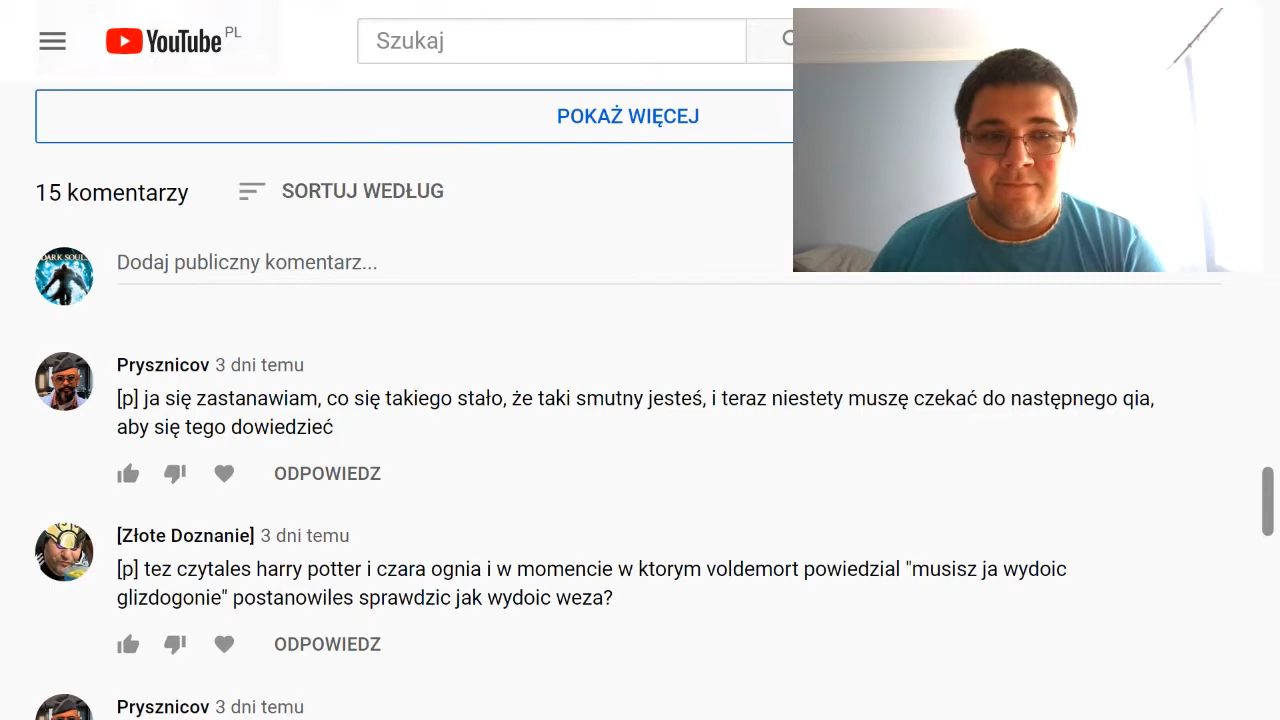 YouTube PL
Szukaj
POKAŻ WIĘCEJ
15 komentarzy
SORTUJ WEDŁUG
DARK SOULS
Dodaj publiczny komentarz...
Prysznicov 3 dni temu
[p] ja się zastanawiam, co się takiego stało, że taki smutny jesteś, i teraz niestety muszę czekać do następnego qia,
aby się tego dowiedzieć
ODPOWIEDZ
[Złote Doznanie] 3 dni temu
[p] tez czytales harry potter i czara ognia i w momencie w ktorym voldemort powiedzial "musisz ja wydoic
glizdogonie" postanowiles sprawdzic jak wydoic weza?
ODPOWIEDZ
Prysznicov 3 dni temu